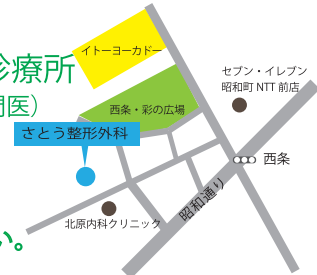 イトーヨーカドー
診療所
セブン・イレブン
昭和町 NTT 前店
門医）
西条・彩の広場
さとう整形外科
西条
昭和通り
北原内科クリニック
い。